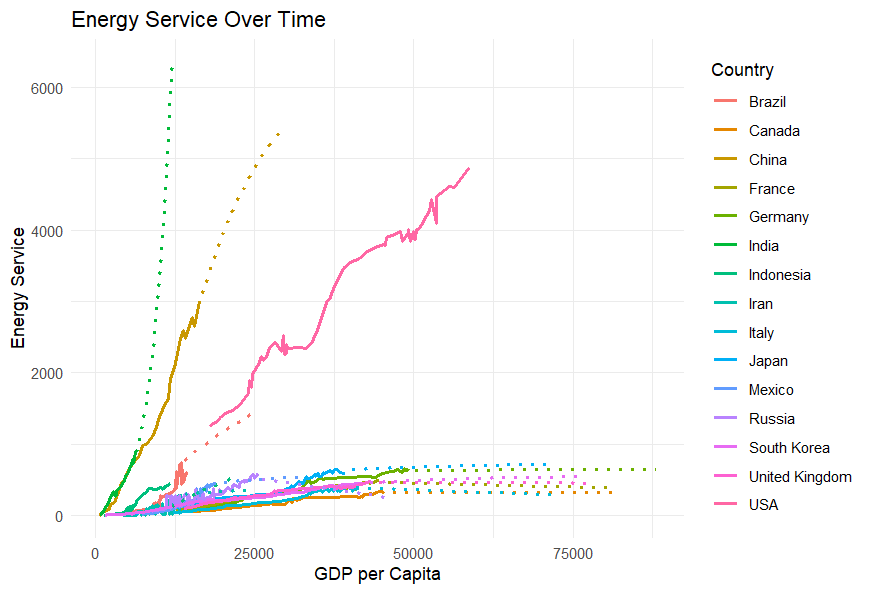 Energy Service Over Time
Energy Service
6000
4000
2000
0
0 25000 50000 75000
GDP per Capita
Country
Brazil
Canada
China
France
Germany
India
Indonesia
Iran
Italy
Japan
Mexico
Russia
South Korea
United Kingdom
USA